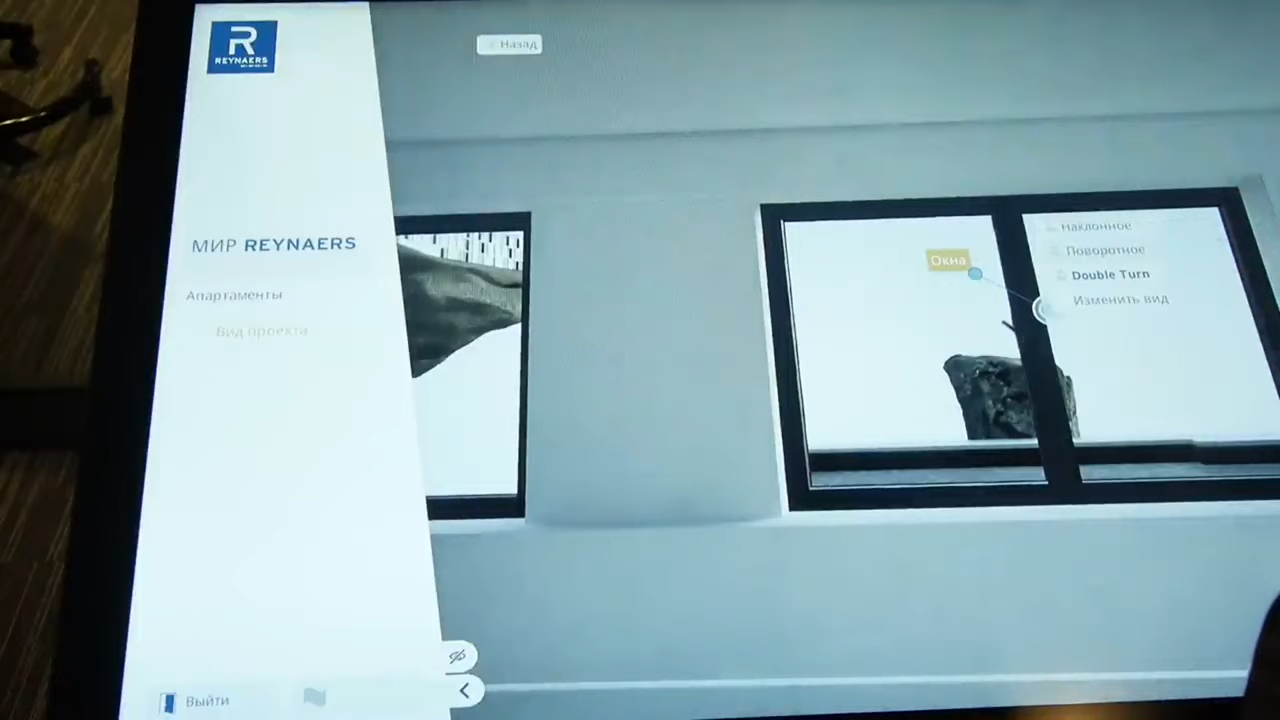 R
REYNAERS
Назад
МИР REYNAERS
Апартаменты
Вид проекта
Окна
Наклонное
Поворотное
Double Turn
Изменить вид
Выйти